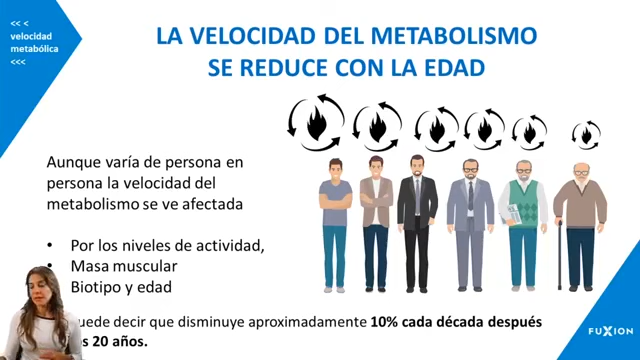 << <
velocidad
metabólica
<<<
LA VELOCIDAD DEL METABOLISMO
SE REDUCE CON LA EDAD
Aunque varía de persona en
persona la velocidad del
metabolismo se ve afectada
• Por los niveles de actividad,
• Masa muscular
Biotipo y edad
uede decir que disminuye aproximadamente 10% cada década después
s 20 años.
FUXION